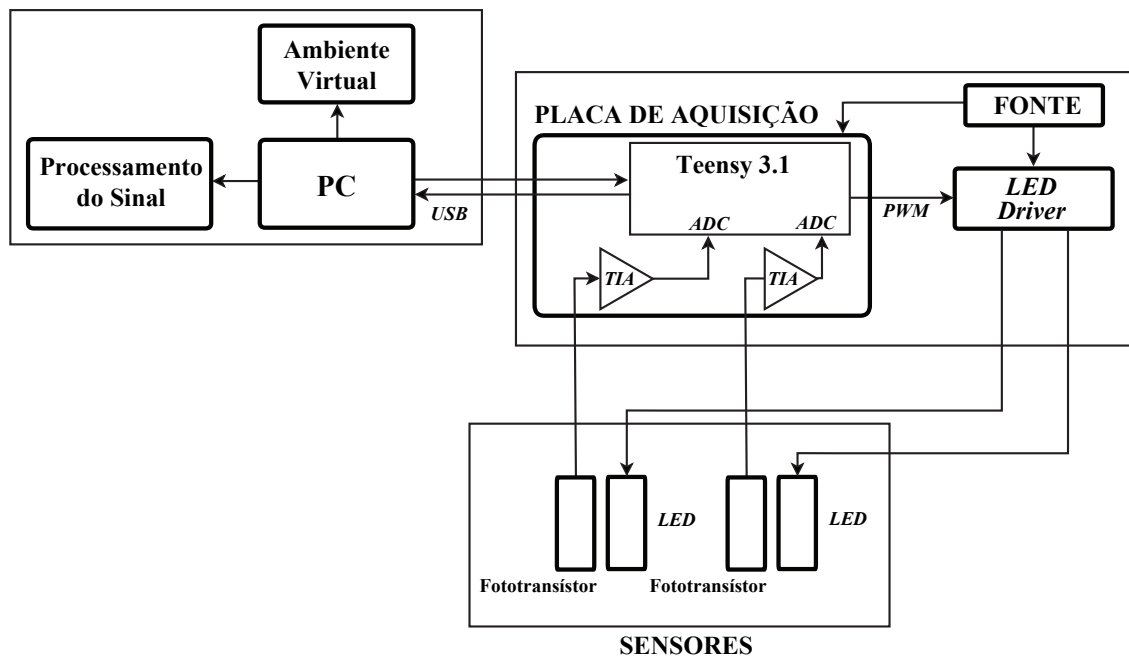 Ambiente
Virtual
Processamento
do Sinal
PC
USB
PLACA DE AQUISIÇÃO
Teensy 3.1
ADC
ADC
TIA
TIA
PWM
FONTE
LED
Driver
LED
LED
Fototransístor
Fototransístor
SENSORES